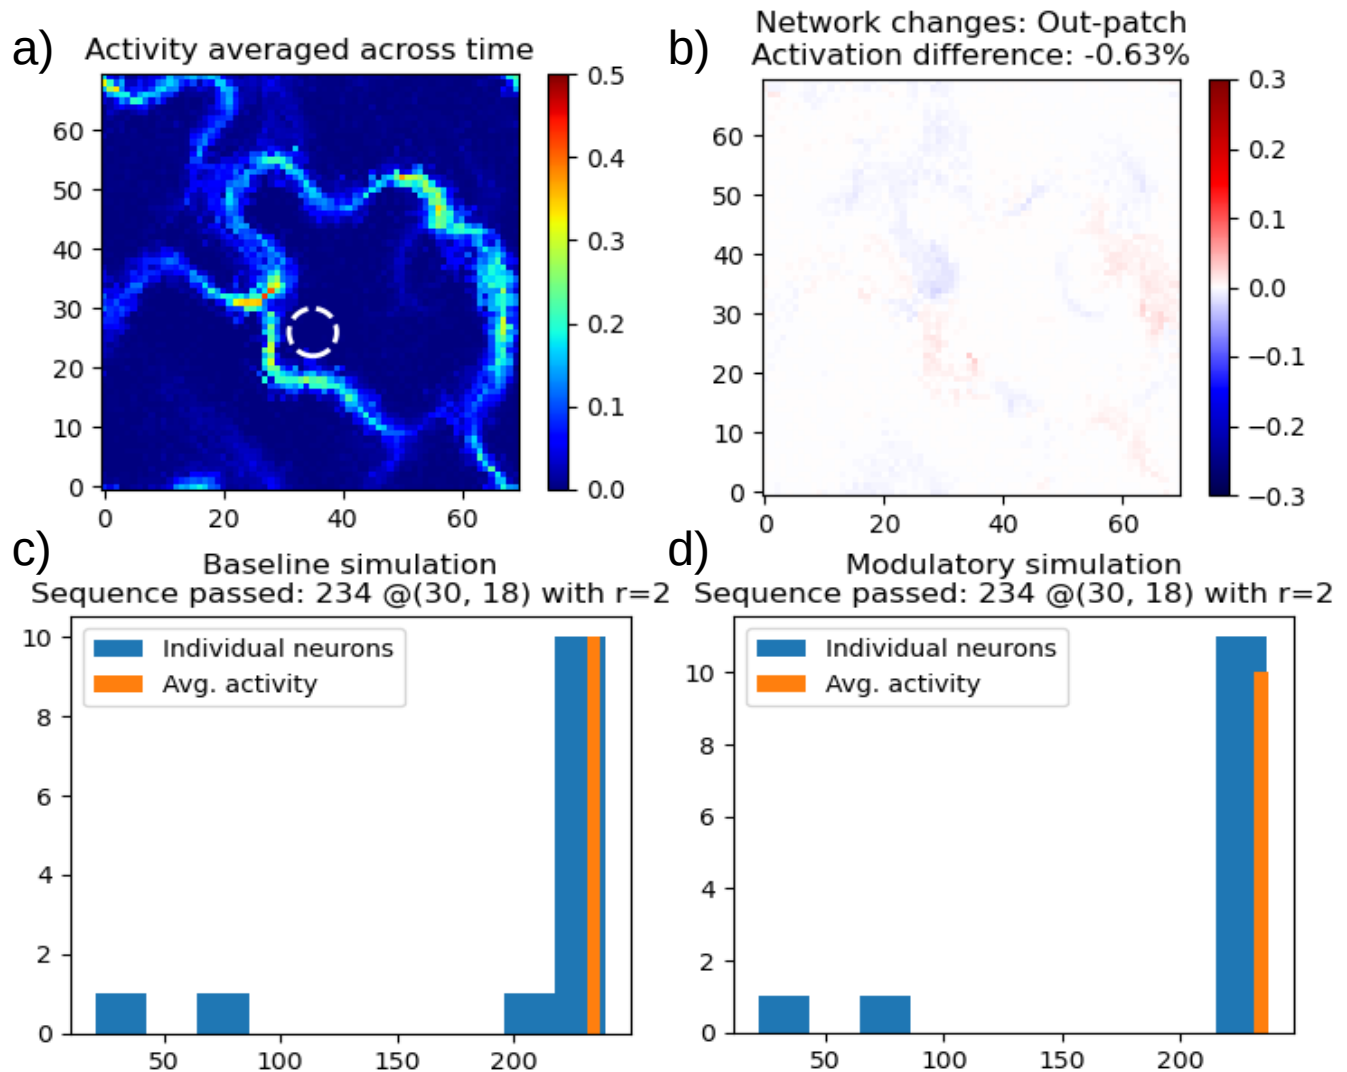 a)
Activity averaged across time
60
50
40
30
20
10
0
0 20 40 60
0.5
0.4
0.3
0.2
0.1
0.0
b)
Network changes: Out-patch
Activation difference: -0.63%
60
50
40
30
20
10
0
0 20 40 60
0.3
0.2
0.1
0.0
−0.1
−0.2
−0.3
c)
Baseline simulation
Sequence passed: 234 @(30, 18) with r=2
Individual neurons
Avg. activity
10
8
6
4
2
0
50 100 150 200
d)
Modulatory simulation
Sequence passed: 234 @(30, 18) with r=2
Individual neurons
Avg. activity
10
8
6
4
2
0
50 100 150 200